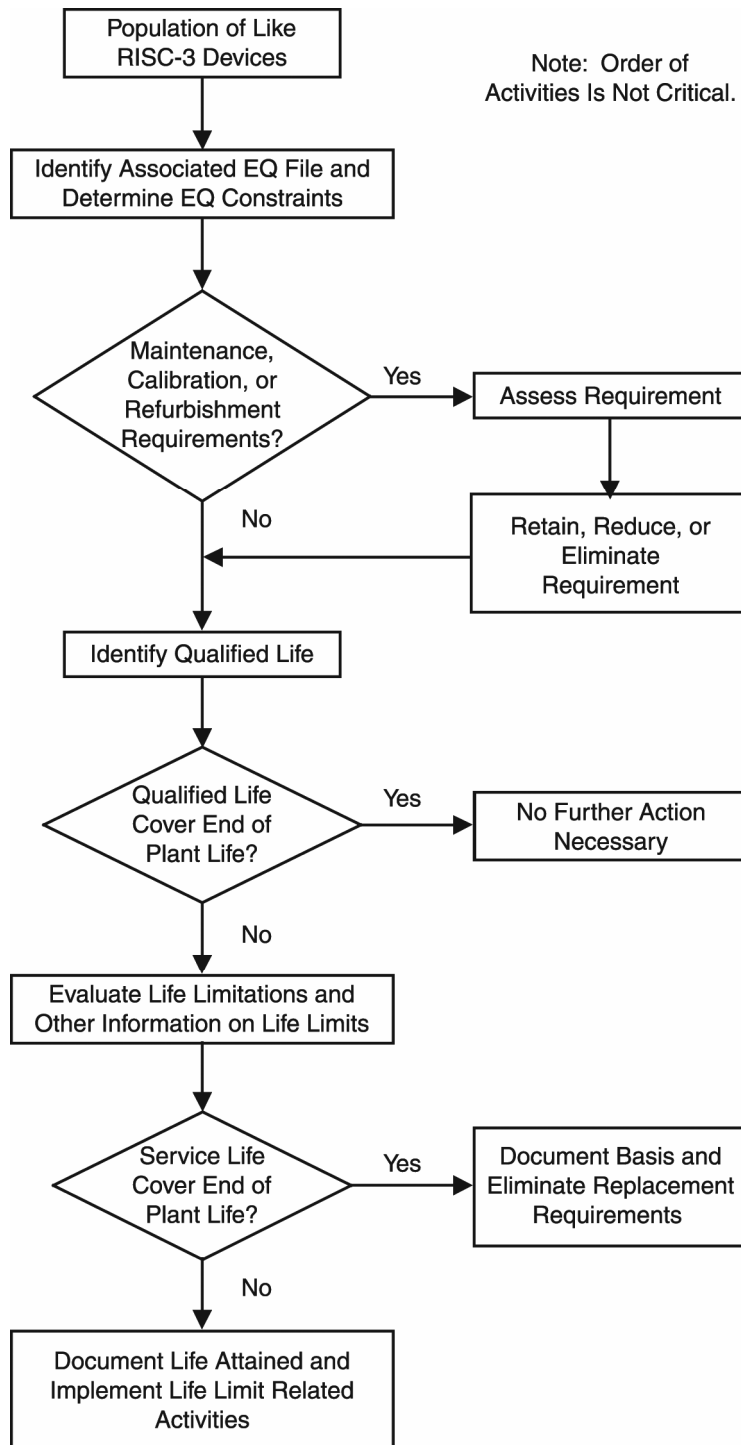 Population of Like
RISC-3 Devices
Note: Order of
Activities Is Not Critical.
Identify Associated EQ File and
Determine EQ Constraints
Maintenance,
Calibration, or
Refurbishment
Requirements?
Yes
Assess Requirement
No
Retain, Reduce, or
Eliminate
Requirement
Identify Qualified Life
Qualified Life
Cover End of
Plant Life?
Yes
No Further Action
Necessary
No
Evaluate Life Limitations and
Other Information on Life Limits
Service Life
Cover End of
Plant Life?
Yes
Document Basis and
Eliminate Replacement
Requirements
No
Document Life Attained and
Implement Life Limit Related
Activities